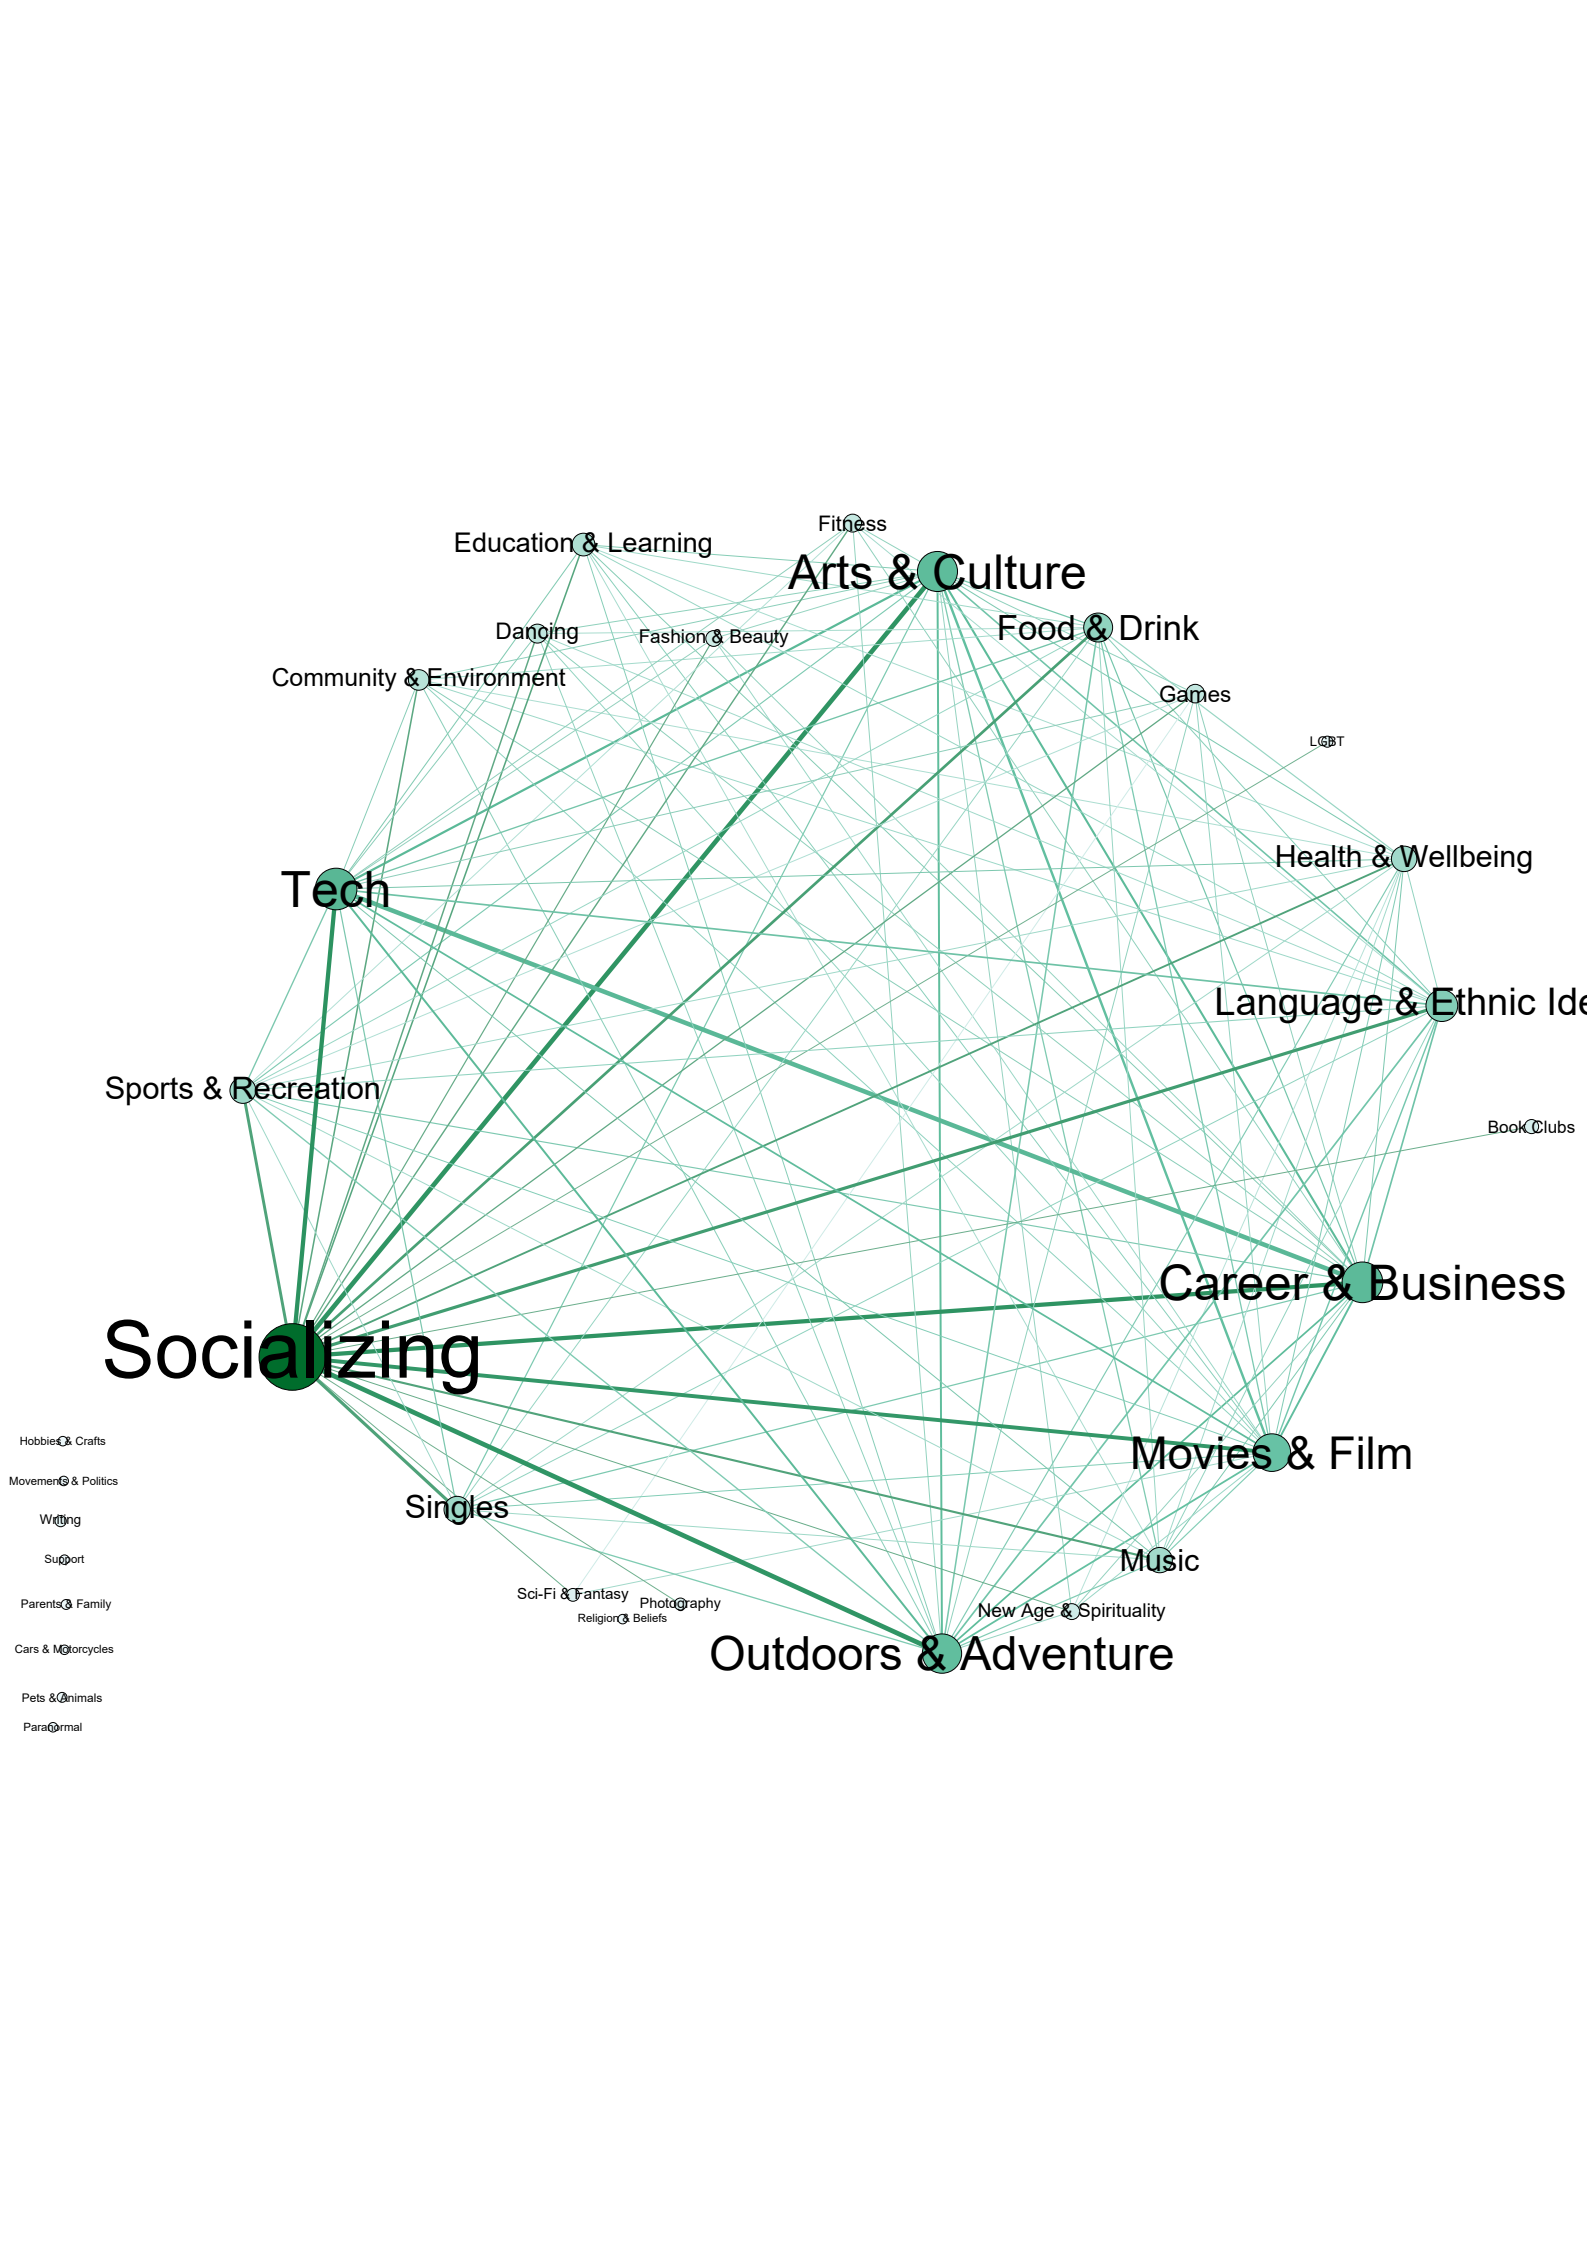 Fitness
Education & Learning
Arts & Culture
Food & Drink
Dancing
Fashion & Beauty
Community & Environment
Games
LGBT
Health & Wellbeing
Tech
Language & Ethnic Ide
Sports & Recreation
Book Clubs
Career & Business
Socializing
Hobbies & Crafts
Movies & Film
Movements & Politics
Singles
Writing
Support
Music
Sci-Fi & Fantasy
Photography
Parents & Family
New Age & Spirituality
Religion & Beliefs
Cars & Motorcycles
Outdoors & Adventure
Pets & Animals
Paranormal